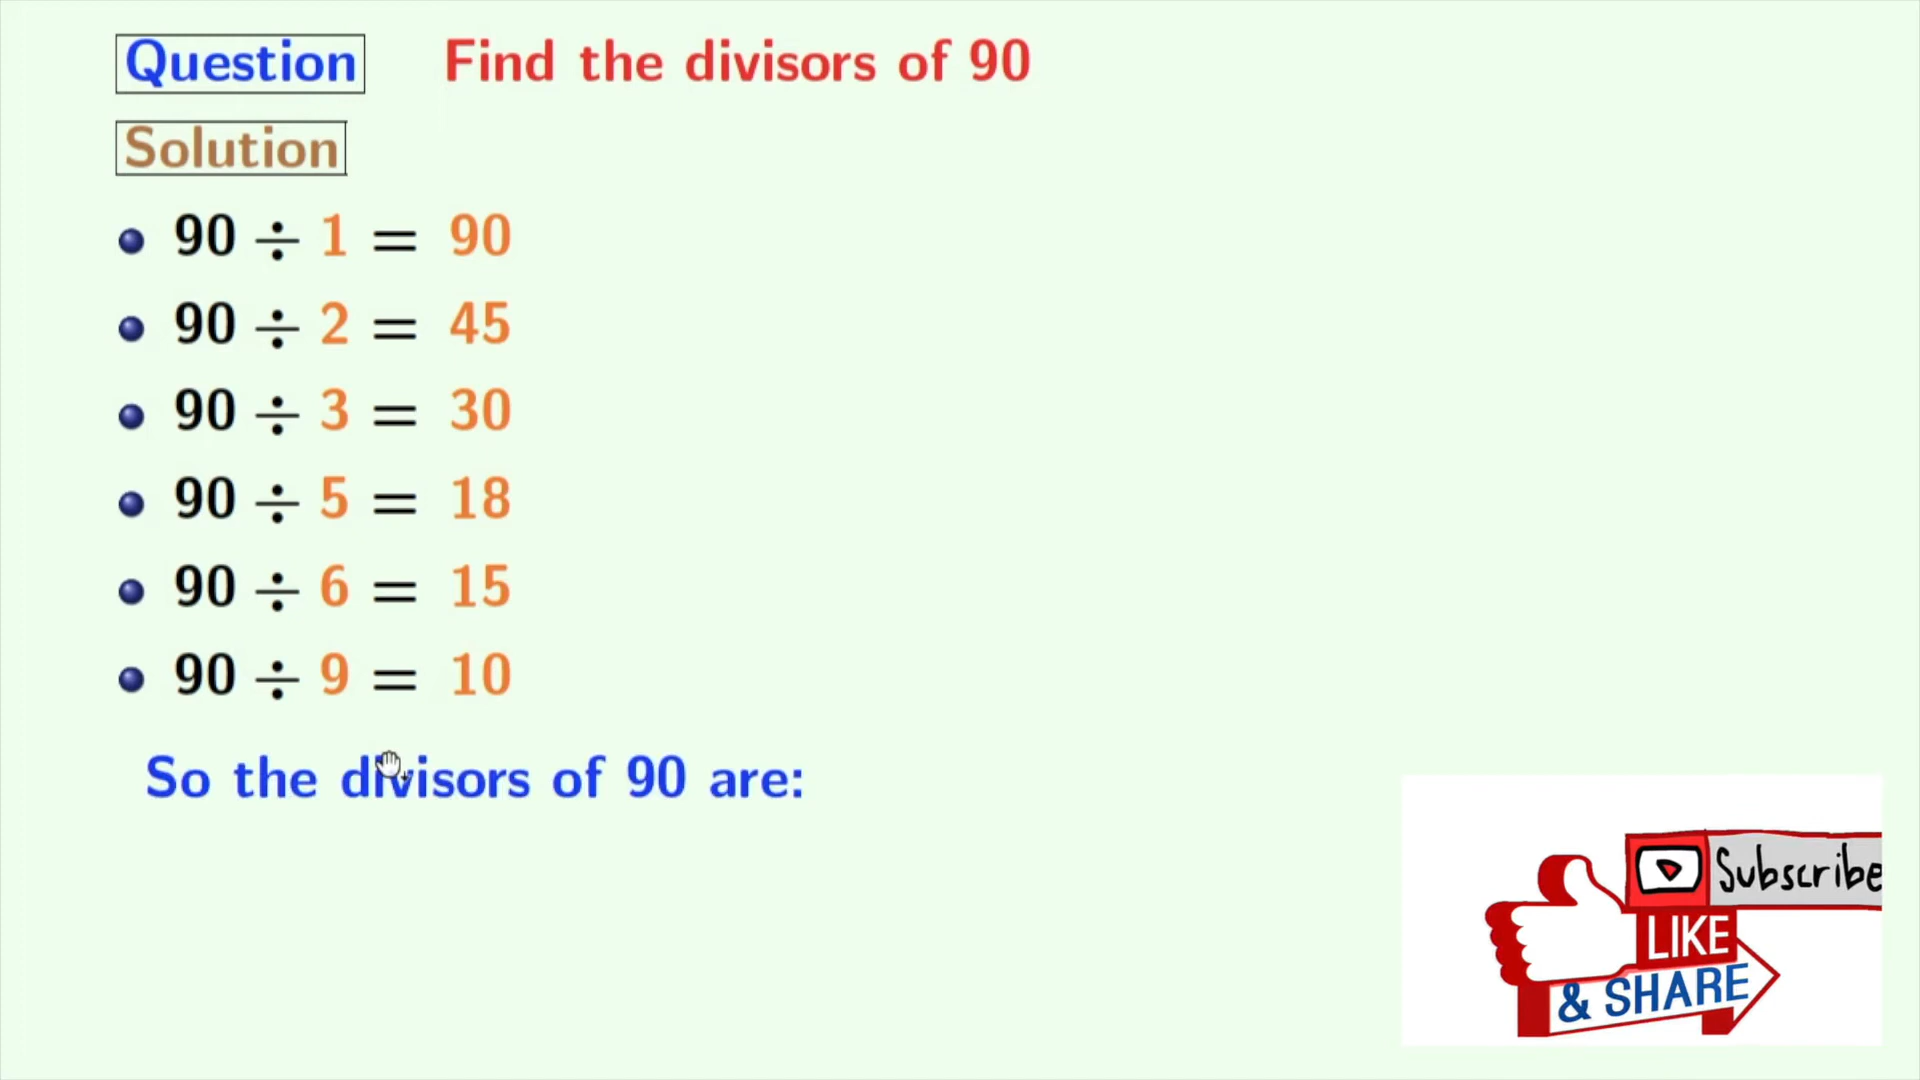 Question Find the divisors of 90
Solution
90 ÷ 1 = 90
90 ÷ 2 = 45
90 ÷ 3 = 30
90 ÷ 5 = 18
90 ÷ 6 = 15
90 ÷ 9 = 10
So the divisors of 90 are:
Subscribe
LIKE
& SHARE